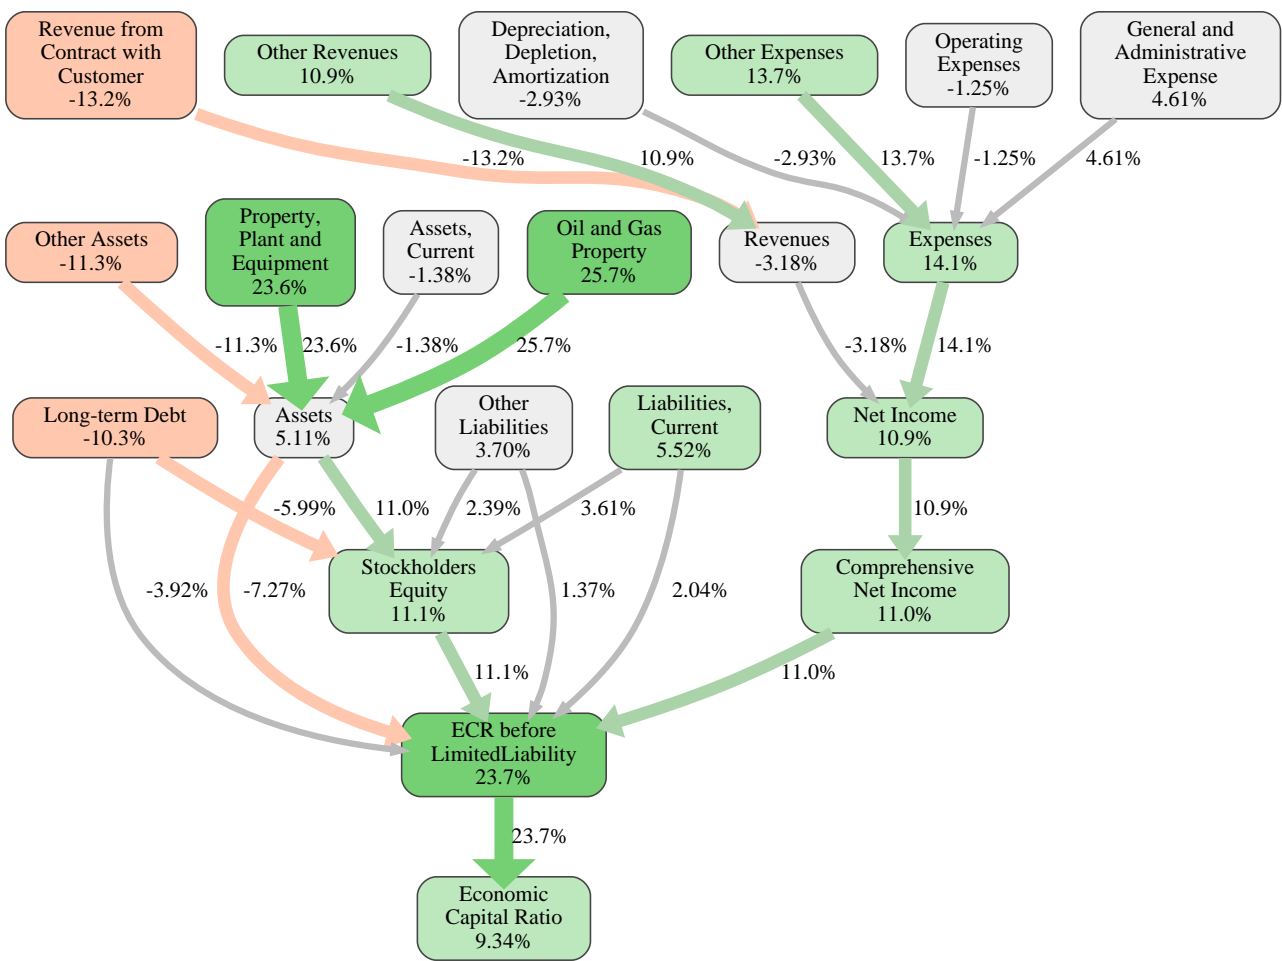 Revenue from
Contract with
Customer
-13.2%
Other Revenues
10.9%
Depreciation,
Depletion,
Amortization
-2.93%
Other Expenses
13.7%
Operating
Expenses
-1.25%
General and
Administrative
Expense
4.61%
-13.2%
10.9%
-2.93%
13.7%
-1.25%
4.61%
Other Assets
-11.3%
Property,
Plant and
Equipment
23.6%
Assets,
Current
-1.38%
Oil and Gas
Property
25.7%
Revenues
-3.18%
Expenses
14.1%
-11.3%
23.6%
-1.38%
25.7%
-3.18%
14.1%
Long-term Debt
-10.3%
Assets
5.11%
Other
Liabilities
3.70%
Liabilities,
Current
5.52%
Net Income
10.9%
-5.99%
11.0%
2.39%
3.61%
10.9%
Stockholders
Equity
11.1%
Comprehensive
Net Income
11.0%
-3.92%
-7.27%
1.37%
2.04%
11.1%
11.0%
ECR before
LimitedLiability
23.7%
23.7%
Economic
Capital Ratio
9.34%